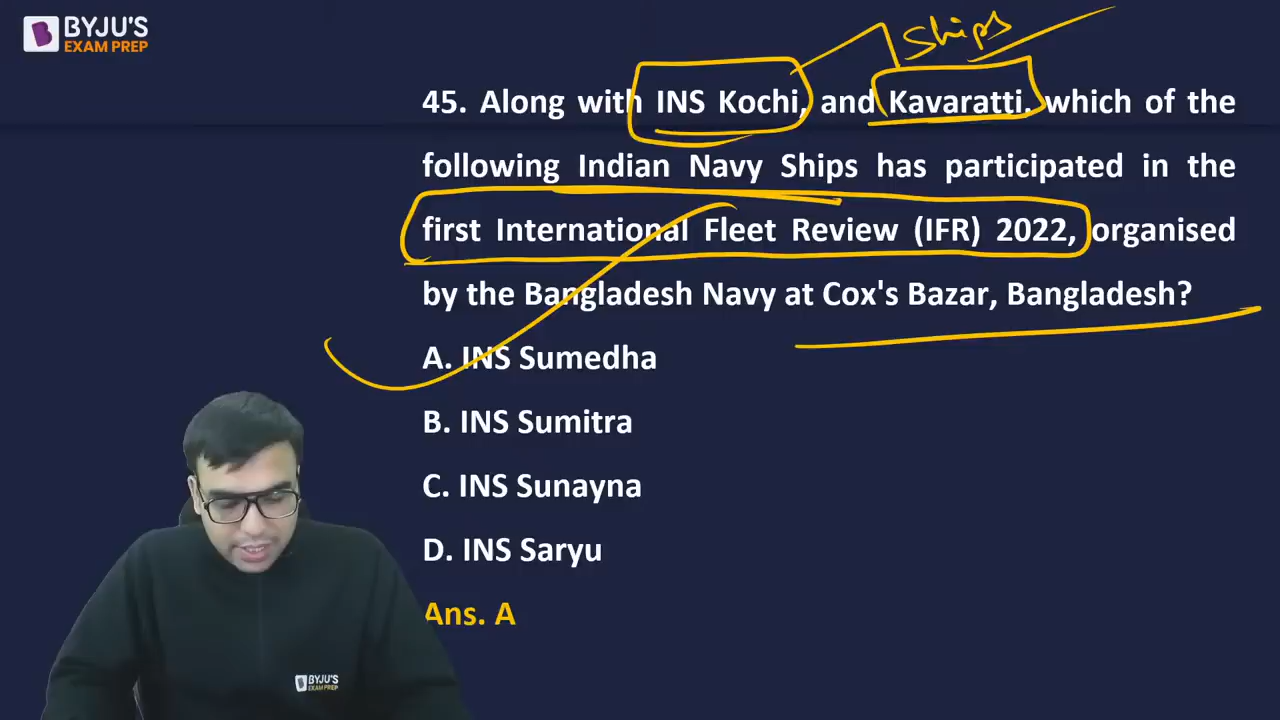 BYJU'S
EXAM PREP
Ships
45. Along with INS Kochi, and Kavaratti, which of the
following Indian Navy Ships has participated in the
first International Fleet Review (IFR) 2022, organised
by the Bangladesh Navy at Cox's Bazar, Bangladesh?
A. INS Sumedha
B. INS Sumitra
C. INS Sunayna
D. INS Saryu
Ans. A
BYJU'S
EXAM PREP